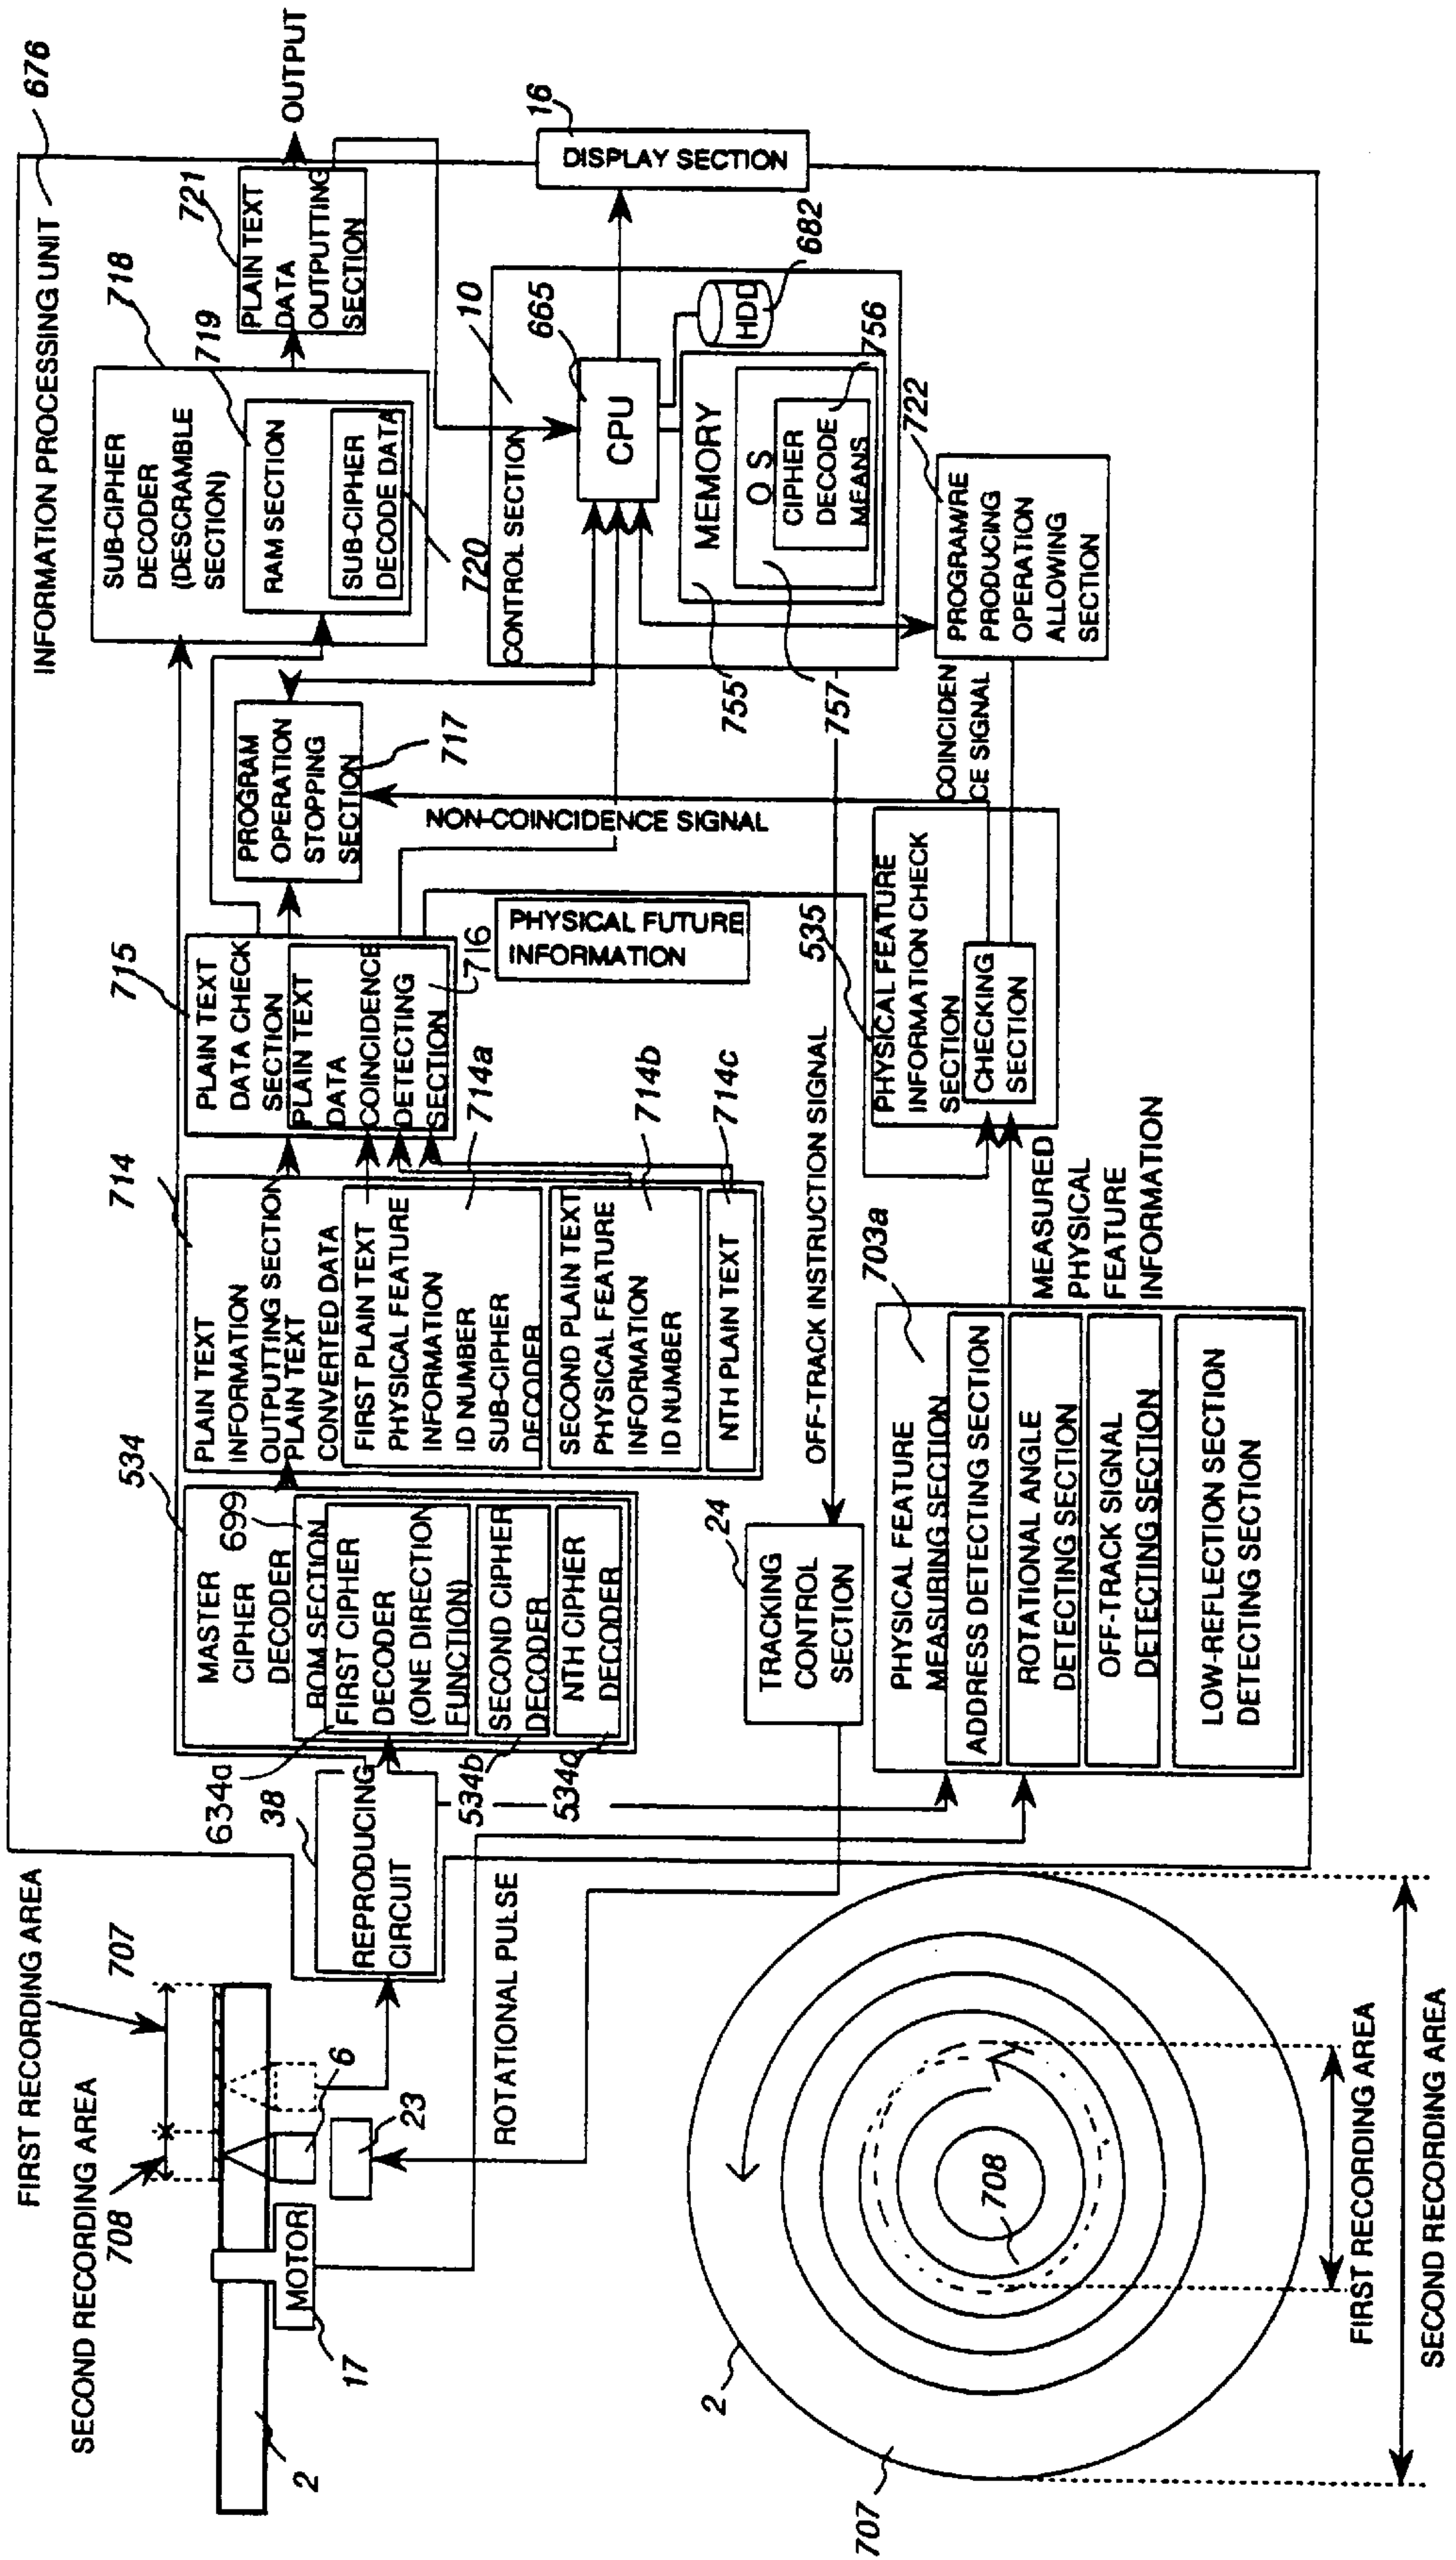 INFORMATION PROCESSING UNIT
676
FIRST RECORDING AREA
707
SECOND RECORDING AREA
708
2
17
MOTOR
6
23
ROTATIONAL PULSE
38
REPRODUCING
CIRCUIT
534
MASTER
CIPHER
DECODER
699
ROM SECTION
FIRST CIPHER
DECODER
(ONE DIRECTION
FUNCTION)
SECOND CIPHER
DECODER
NTH CIPHER
DECODER
634a
534b
534c
714
PLAIN TEXT
INFORMATION
OUTPUTTING SECTION
PLAIN TEXT
CONVERTED DATA
FIRST PLAIN TEXT
PHYSICAL FEATURE
INFORMATION
ID NUMBER
SUB-CIPHER
DECODER
SECOND PLAIN TEXT
PHYSICAL FEATURE
INFORMATION
ID NUMBER
NTH PLAIN TEXT
714a
714b
714c
715
PLAIN TEXT
DATA CHECK
SECTION
PLAIN TEXT
DATA
COINCIDENCE
DETECTING
SECTION
716
PHYSICAL FUTURE
INFORMATION
PROGRAM
OPERATION
STOPPING
SECTION
717
NON-COINCIDENCE SIGNAL
718
SUB-CIPHER
DECODER
(DESCRAMBLE
SECTION)
719
RAM SECTION
SUB-CIPHER
DECODE DATA
720
721
PLAIN TEXT
DATA
OUTPUTTING
SECTION
OUTPUT
16
DISPLAY SECTION
10
CONTROL SECTION
665
CPU
682
HDD
MEMORY
O S
CIPHER
DECODE
MEANS
755
756
757
722
PROGRAM/RE
PRODUCING
OPERATION
ALLOWING
SECTION
COINCIDEN
CE SIGNAL
535
PHYSICAL FEATURE
INFORMATION CHECK
SECTION
CHECKING
SECTION
MEASURED
PHYSICAL
FEATURE
INFORMATION
OFF-TRACK INSTRUCTION SIGNAL
24
TRACKING
CONTROL
SECTION
703a
PHYSICAL FEATURE
MEASURING SECTION
ADDRESS DETECTING SECTION
ROTATIONAL ANGLE
DETECTING SECTION
OFF-TRACK SIGNAL
DETECTING SECTION
LOW-REFLECTION SECTION
DETECTING SECTION
2
707
708
FIRST RECORDING AREA
SECOND RECORDING AREA